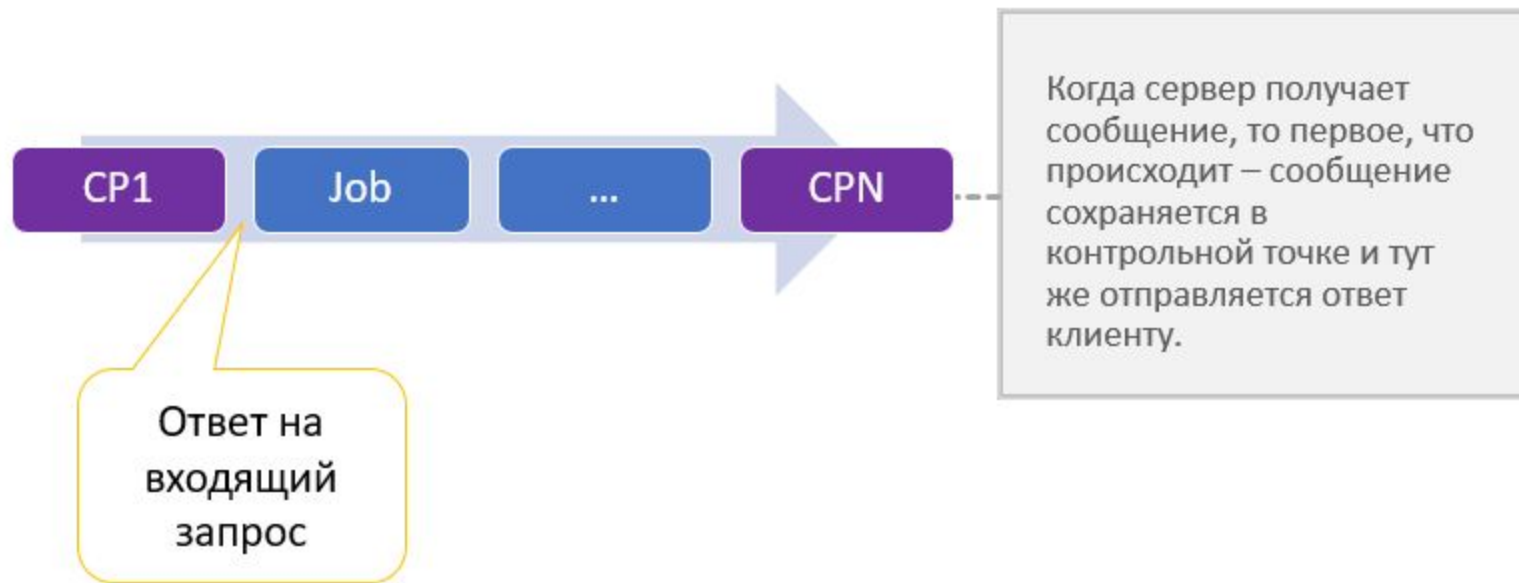 CP1
Job
...
CPN
Когда сервер получает
сообщение, то первое, что
происходит – сообщение
сохраняется в
контрольной точке и тут
же отправляется ответ
клиенту.
Ответ на
входящий
запрос